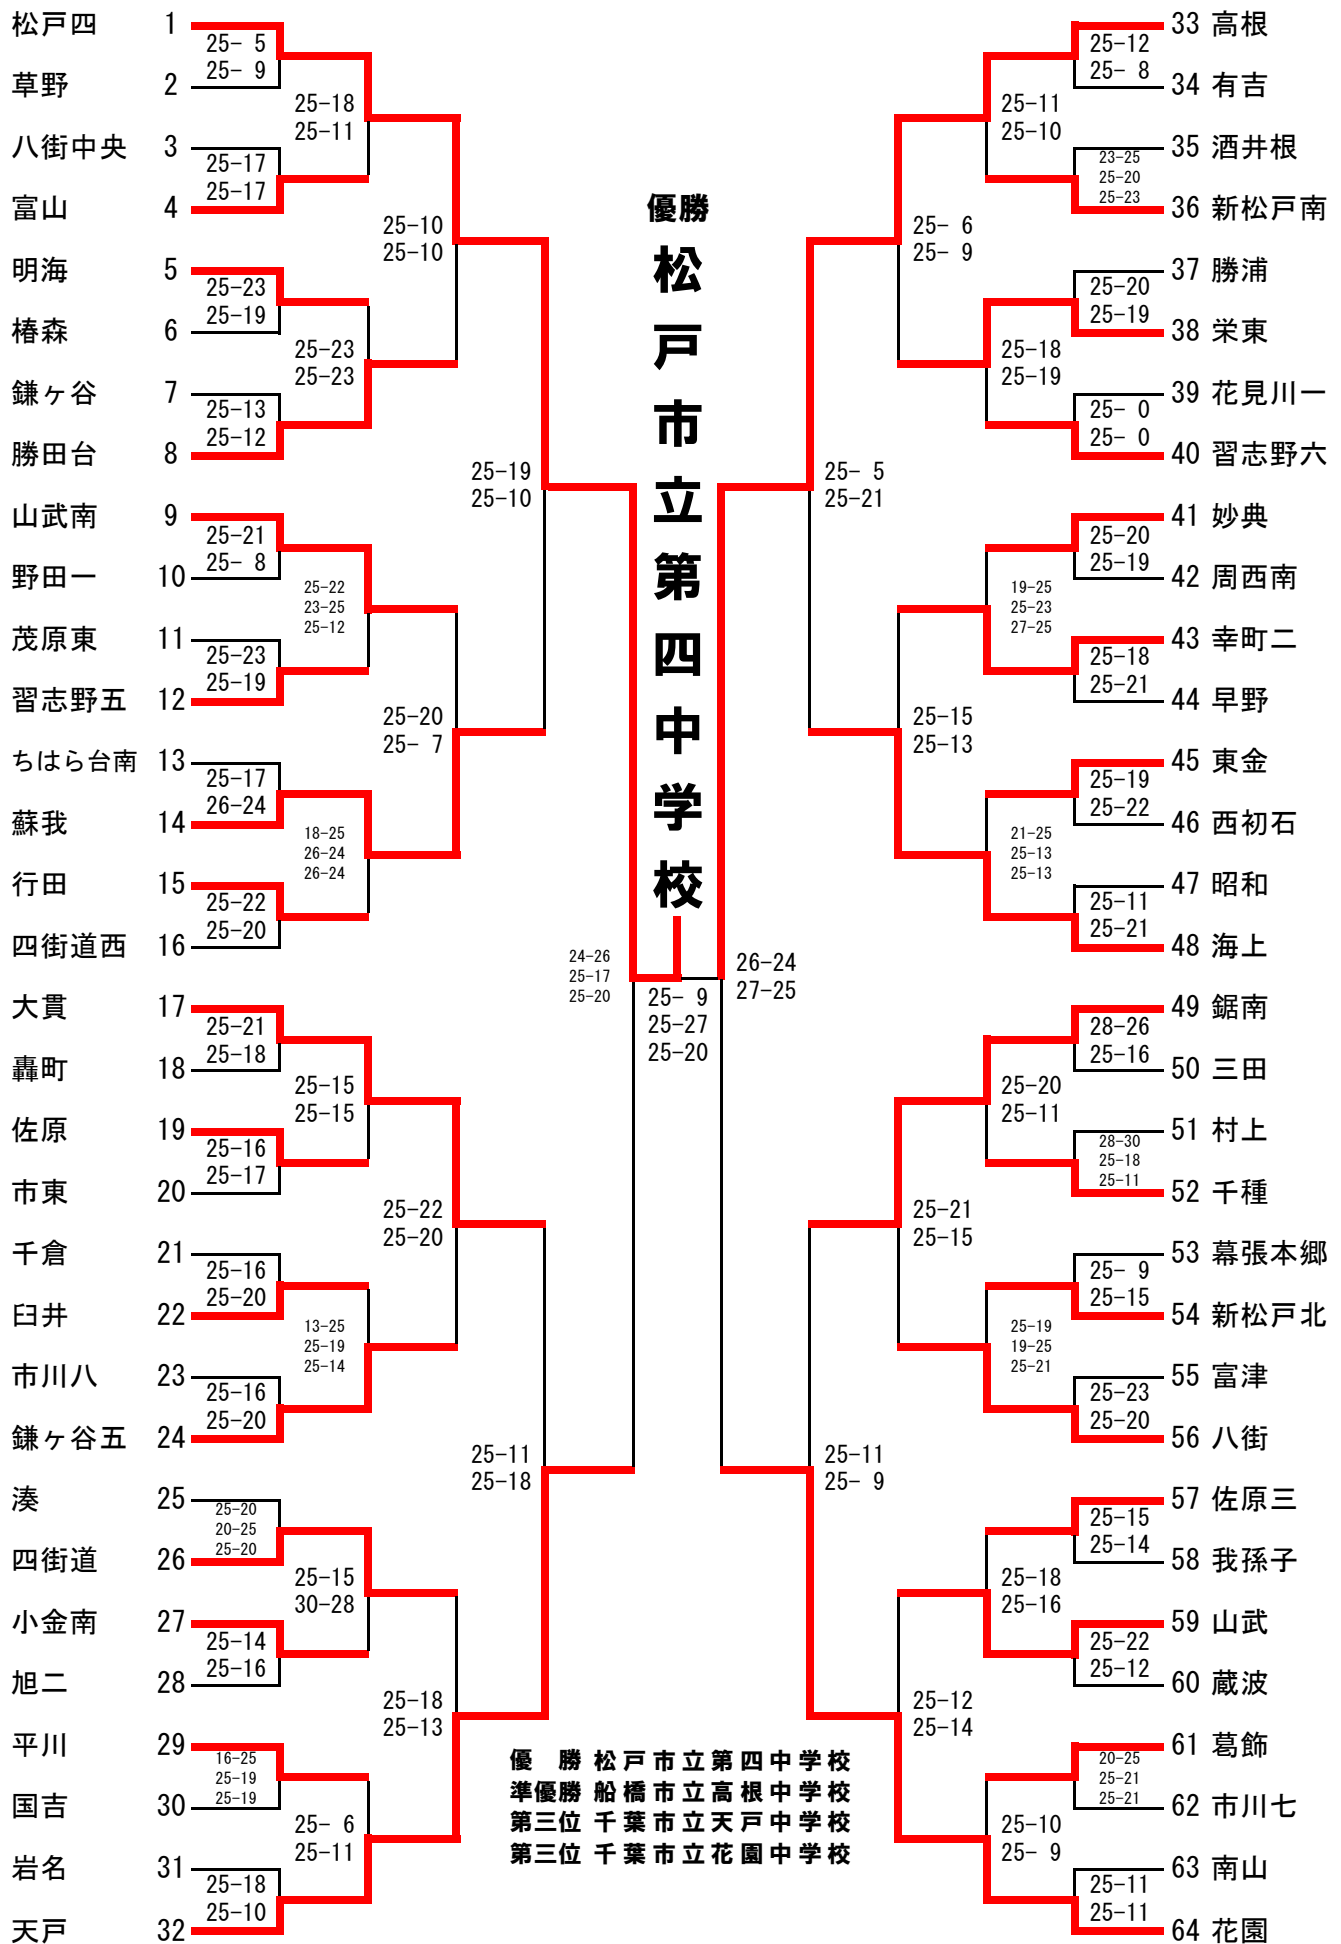 松戸四 1
25- 5
25- 9
草野 2
25-18
25-11
八街中央 3
25-17
25-17
富山 4
25-10
25-10
明海 5
25-23
25-19
椿森 6
25-23
25-23
鎌ヶ谷 7
25-13
25-12
勝田台 8
25-19
25-10
山武南 9
25-21
25- 8
野田一 10
25-22
23-25
25-12
茂原東 11
25-23
25-19
習志野五 12
25-20
25- 7
ちはら台南 13
25-17
26-24
蘇我 14
18-25
26-24
26-24
行田 15
25-22
25-20
四街道西 16
24-26
25-17
25-20
大貫 17
25-21
25-18
轟町 18
25-15
25-15
佐原 19
25-16
25-17
市東 20
25-22
25-20
千倉 21
25-16
25-20
臼井 22
13-25
25-19
25-14
市川八 23
25-16
25-20
鎌ヶ谷五 24
25-11
25-18
湊 25
25-20
20-25
25-20
四街道 26
25-15
30-28
小金南 27
25-14
25-16
旭二 28
25-18
25-13
平川 29
16-25
25-19
25-19
国吉 30
25- 6
25-11
岩名 31
25-18
25-10
天戸 32
優勝
松戸市立第四中学校
25- 9
25-27
25-20
33 高根
25-12
25- 8
34 有吉
25-11
25-10
35 酒井根
23-25
25-20
25-23
36 新松戸南
25- 6
25- 9
37 勝浦
25-20
25-19
38 栄東
25-18
25-19
39 花見川一
25- 0
25- 0
40 習志野六
25- 5
25-21
41 妙典
25-20
25-19
42 周西南
19-25
25-23
27-25
43 幸町二
25-18
25-21
44 早野
25-15
25-13
45 東金
25-19
25-22
46 西初石
21-25
25-13
25-13
47 昭和
25-11
25-21
48 海上
26-24
27-25
49 鋸南
28-26
25-16
50 三田
25-20
25-11
51 村上
28-30
25-18
25-11
52 千種
25-21
25-15
53 幕張本郷
25- 9
25-15
54 新松戸北
25-19
19-25
25-21
55 富津
25-23
25-20
56 八街
25-11
25- 9
57 佐原三
25-15
25-14
58 我孫子
25-18
25-16
59 山武
25-22
25-12
60 蔵波
25-12
25-14
61 葛飾
20-25
25-21
25-21
62 市川七
25-10
25- 9
63 南山
25-11
25-11
64 花園
優 勝 松戸市立第四中学校
準優勝 船橋市立高根中学校
第三位 千葉市立天戸中学校
第三位 千葉市立花園中学校